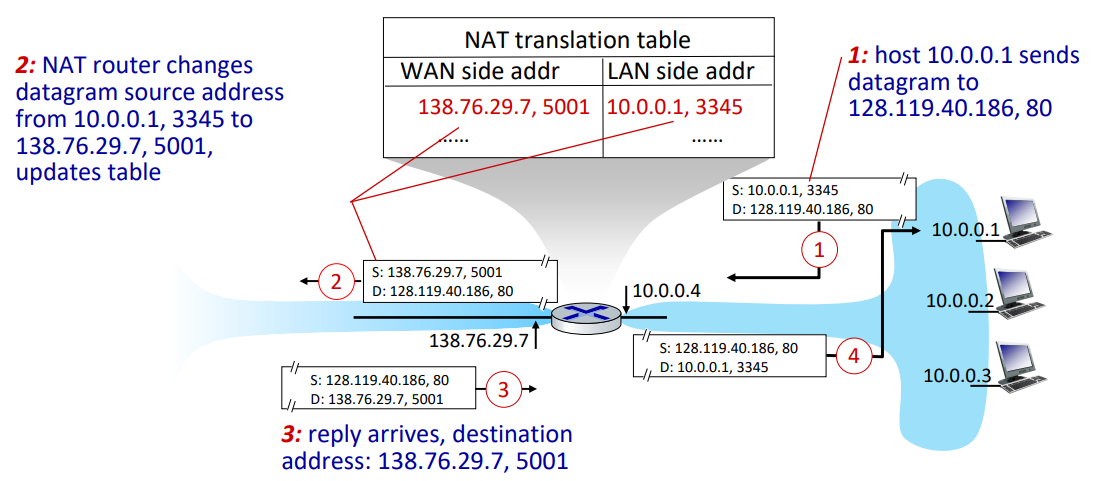 NAT translation table
WAN side addr LAN side addr
138.76.29.7, 5001 10.0.0.1, 3345
...... ......
2: NAT router changes
datagram source address
from 10.0.0.1, 3345 to
138.76.29.7, 5001,
updates table
1: host 10.0.0.1 sends
datagram to
128.119.40.186, 80
S: 10.0.0.1, 3345
D: 128.119.40.186, 80
1
10.0.0.1
S: 138.76.29.7, 5001
D: 128.119.40.186, 80
2
10.0.0.4
10.0.0.2
138.76.29.7
S: 128.119.40.186, 80
D: 10.0.0.1, 3345
4
10.0.0.3
S: 128.119.40.186, 80
D: 138.76.29.7, 5001
3
3: reply arrives, destination
address: 138.76.29.7, 5001